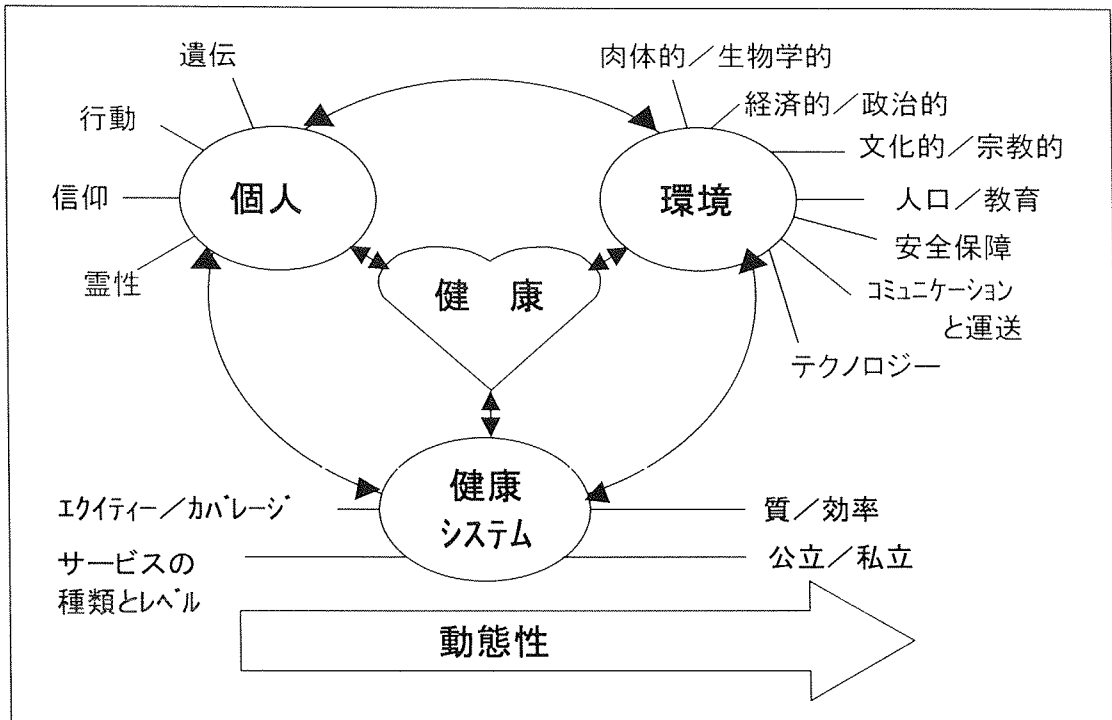 遺伝
行動
信仰
霊性
個人
肉体的／生物学的
経済的／政治的
文化的／宗教的
人口／教育
安全保障
ｺﾐｭﾆｹｰｼｮﾝ
と運送
テクノロジー
環境
健　康
健康
ｼｽﾃﾑ
ｴｸｲﾃｨｰ／ｶﾊﾞﾚｰｼﾞ
サービスの
種類とﾚﾍﾞﾙ
質／効率
公立／私立
動態性